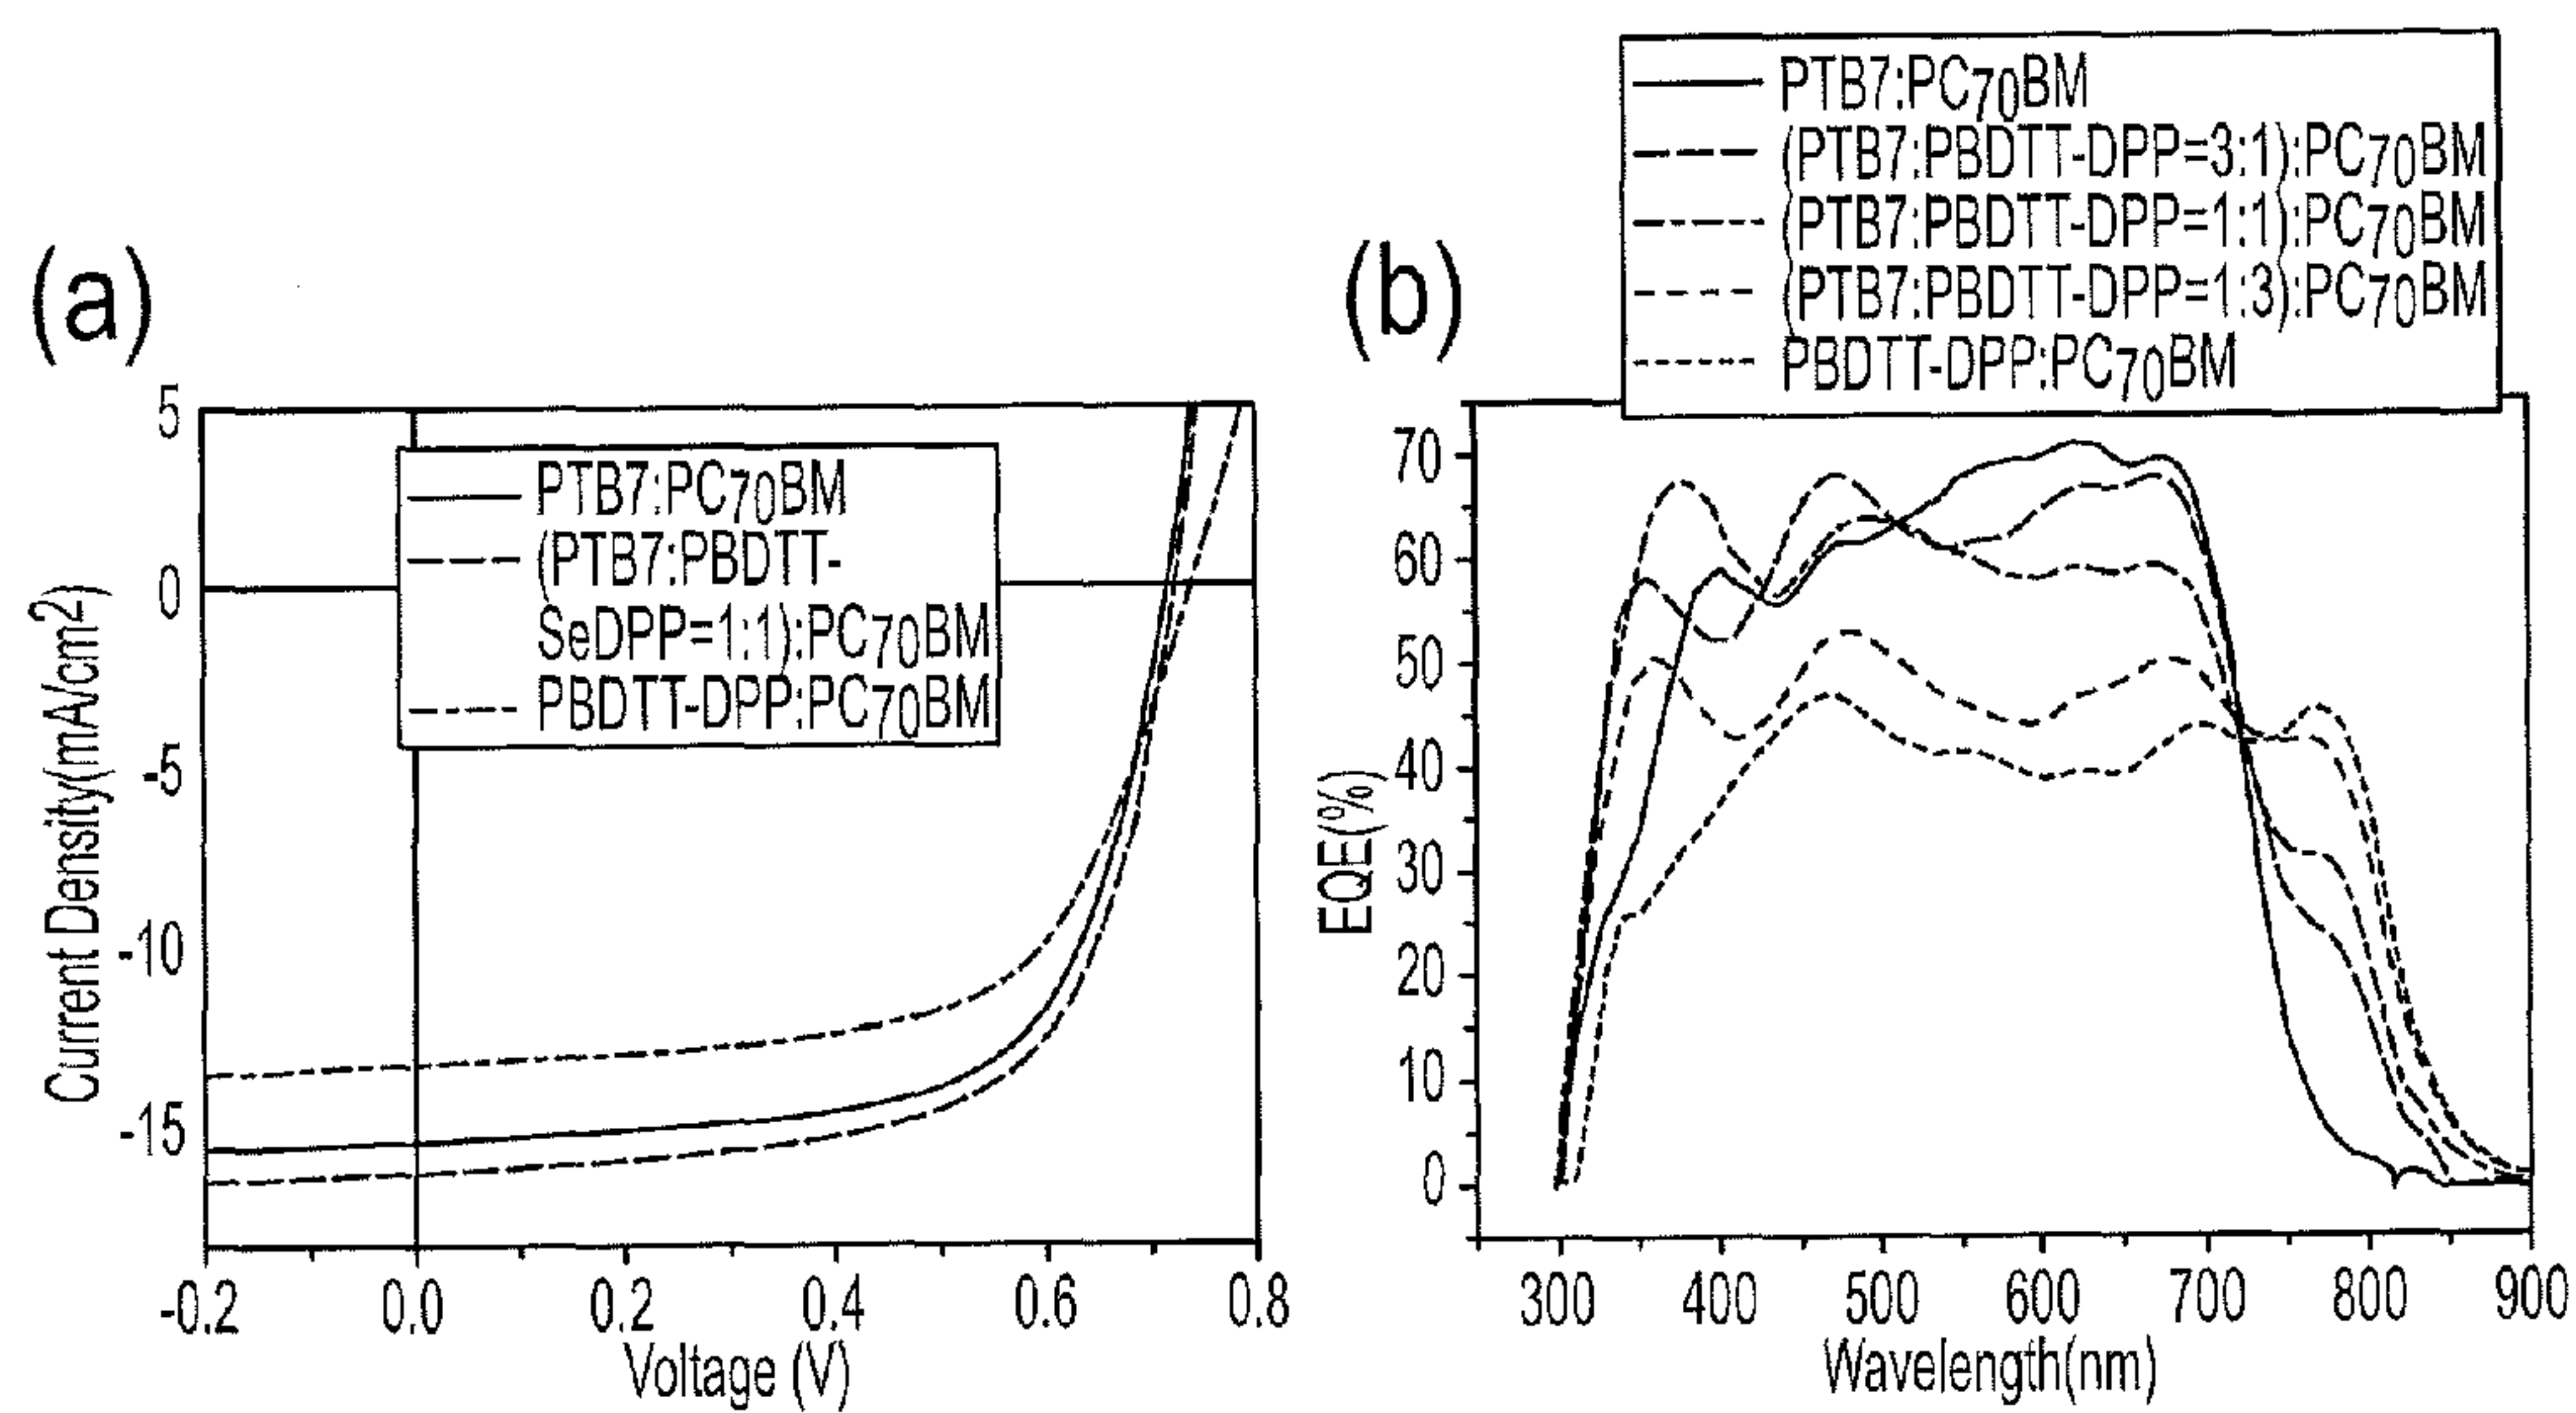 (a)
5
0
-5
-10
-15
Current Density(mA/cm2)
PTB7:PC70BM
(PTB7:PBDTT-
SeDPP=1:1):PC70BM
PBDTT-DPP:PC70BM
-0.2 0.0 0.2 0.4 0.6 0.8
Voltage (V)
(b)
PTB7:PC70BM
(PTB7:PBDTT-DPP=3:1):PC70BM
(PTB7:PBDTT-DPP=1:1):PC70BM
(PTB7:PBDTT-DPP=1:3):PC70BM
PBDTT-DPP:PC70BM
70
60
50
40
30
20
10
0
EQE(%)
300 400 500 600 700 800 900
Wavelength(nm)